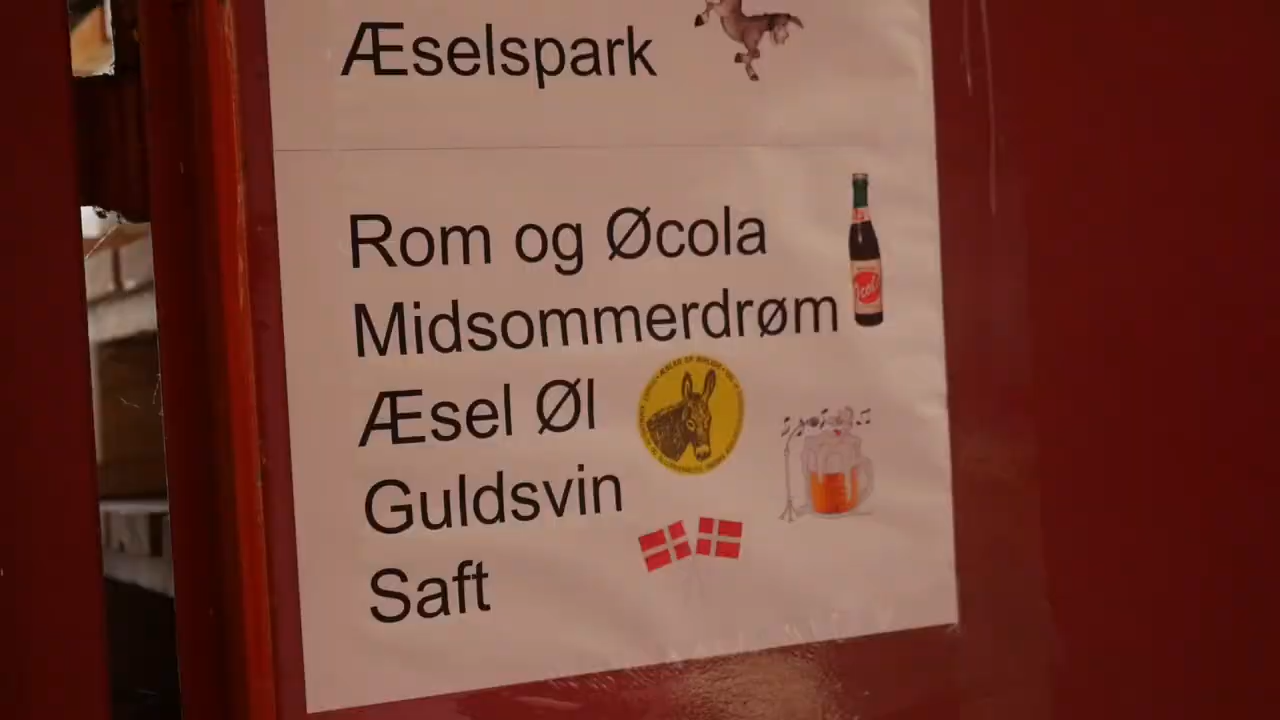 Æselspark
Rom og Øcola
Midsommerdrøm
Æsel Øl
Guldsvin
Saft